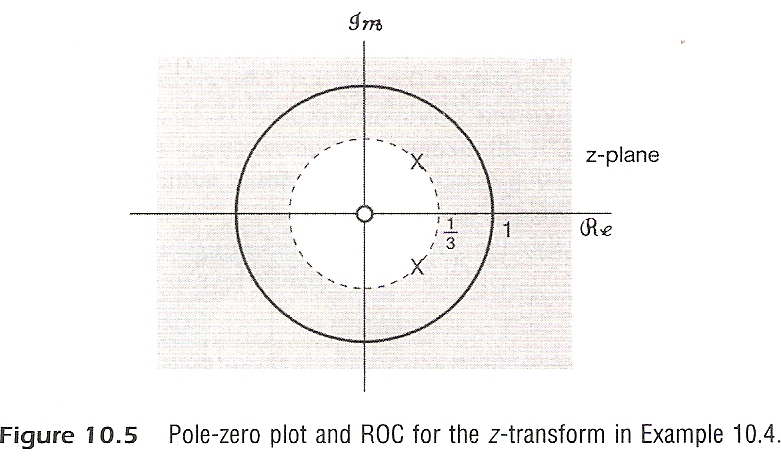 ℐm
z-plane
1/3
1
ℛe
Figure 10.5 Pole-zero plot and ROC for the z-transform in Example 10.4.